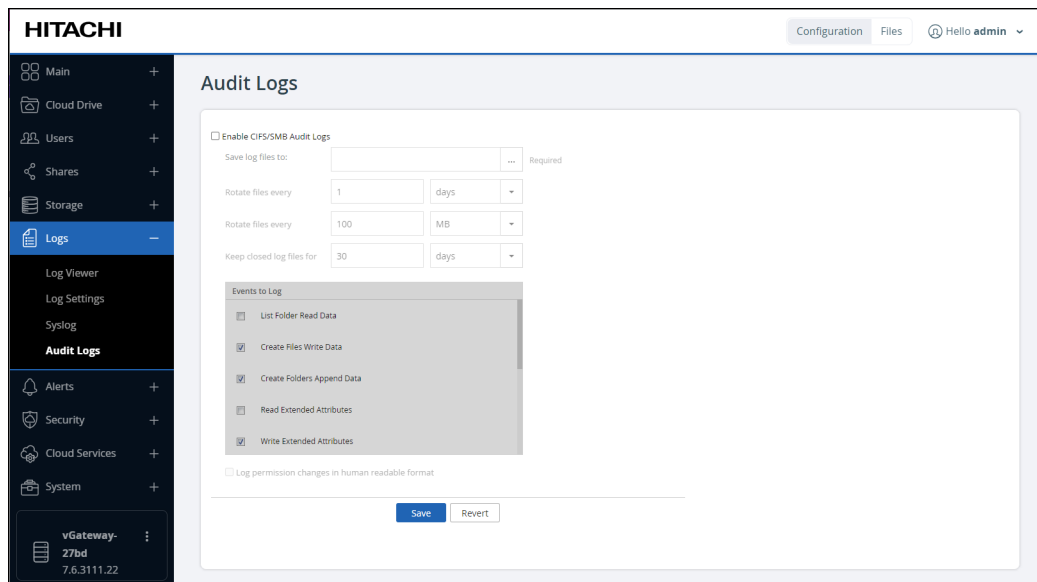 HITACHI
Configuration Files Hello admin
Main
Cloud Drive
Users
Shares
Storage
Logs
Log Viewer
Log Settings
Syslog
Audit Logs
Alerts
Security
Cloud Services
System
vGateway-
27bd
7.6.3111.22
Audit Logs
Enable CIFS/SMB Audit Logs
Save log files to: ... Required
Rotate files every 1 days
Rotate files every 100 MB
Keep closed log files for 30 days
Events to Log
List Folder Read Data
Create Files Write Data
Create Folders Append Data
Read Extended Attributes
Write Extended Attributes
Log permission changes in human readable format
Save Revert